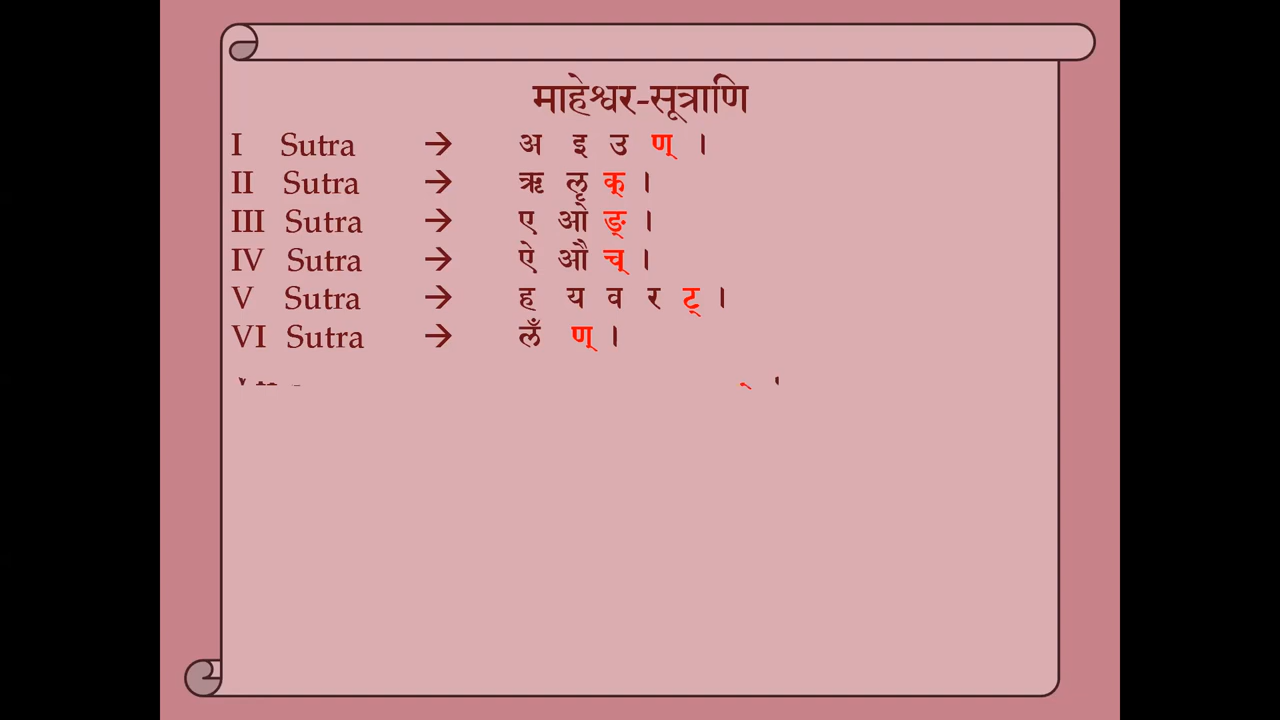 माहेश्वर-सूत्राणि
I Sutra → अ इ उ ण् ।
II Sutra → ऋ लृ क् ।
III Sutra → ए ओ ङ् ।
IV Sutra → ऐ औ च् ।
V Sutra → ह य व र ट् ।
VI Sutra → लँ ण् ।